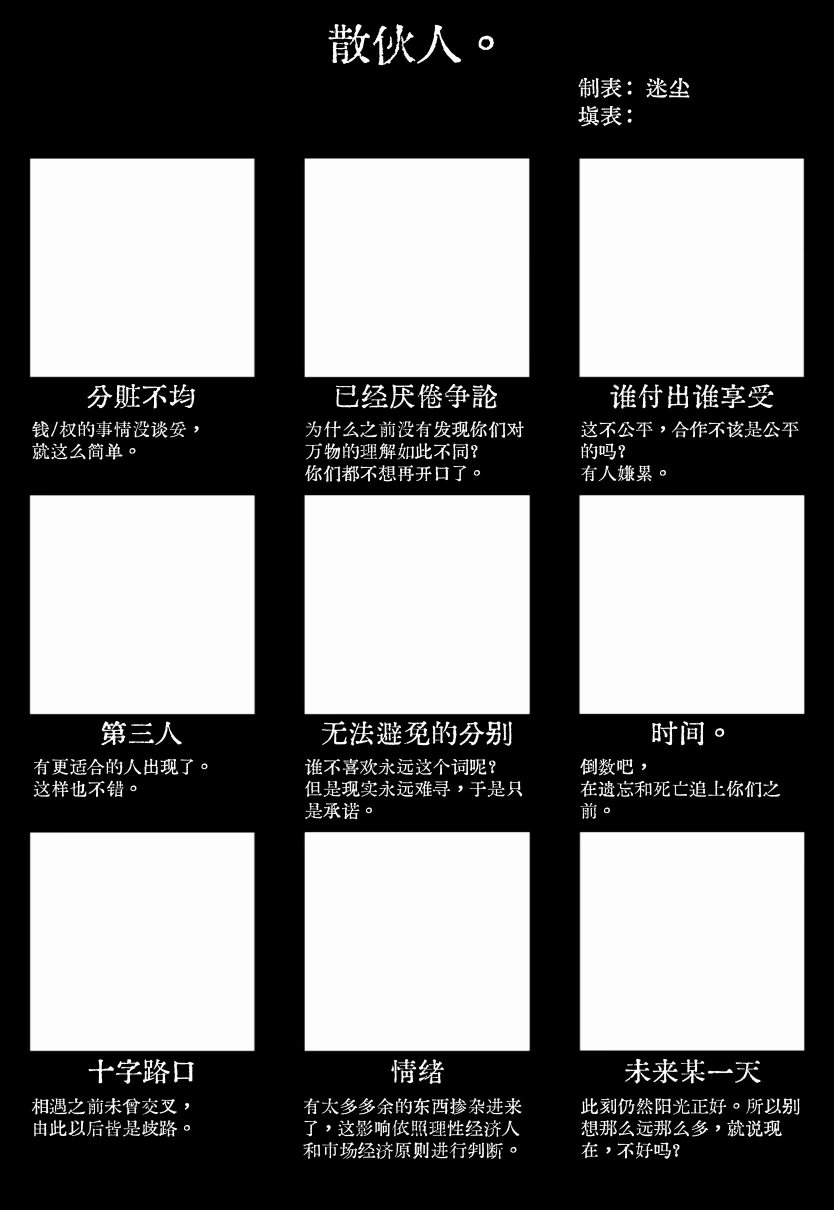 散伙人。
制表：迷尘
填表：
分赃不均
钱/权的事情没谈妥，
就这么简单。
已经厌倦争論
为什么之前没有发现你们对
万物的理解如此不同？
你们都不想再开口了。
谁付出谁享受
这不公平，合作不该是公平
的吗？
有人嫌累。
第三人
有更适合的人出现了。
这样也不错。
无法避免的分别
谁不喜欢永远这个词呢？
但是现实永远难寻，于是只
是承诺。
时间。
倒数吧，
在遗忘和死亡追上你们之
前。
十字路口
相遇之前未曾交叉，
由此以后皆是歧路。
情绪
有太多多余的东西掺杂进来
了，这影响依照理性经济人
和市场经济原则进行判断。
未来某一天
此刻仍然阳光正好。所以别
想那么远那么多，就说现
在，不好吗？